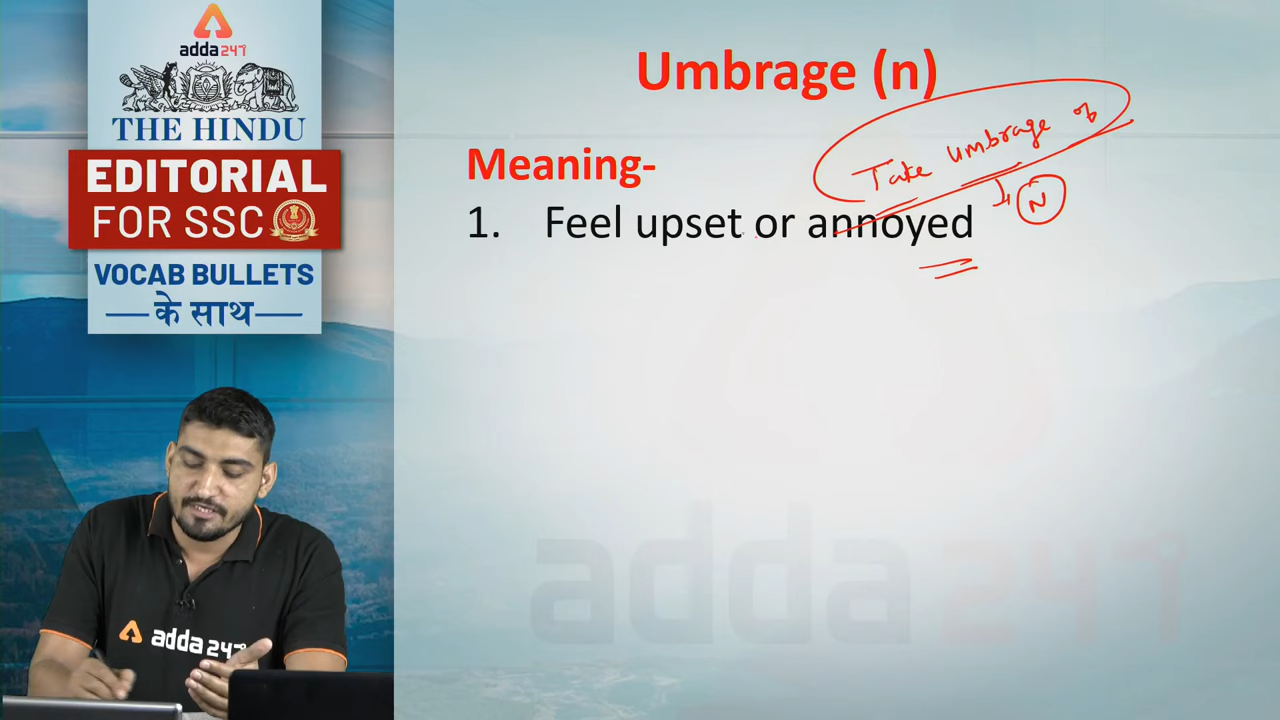 adda247
THE HINDU
EDITORIAL
FOR SSC
VOCAB BULLETS
के साथ
Umbrage (n)
Take umbrage of
N
Meaning-
1. Feel upset or annoyed
adda247
adda247